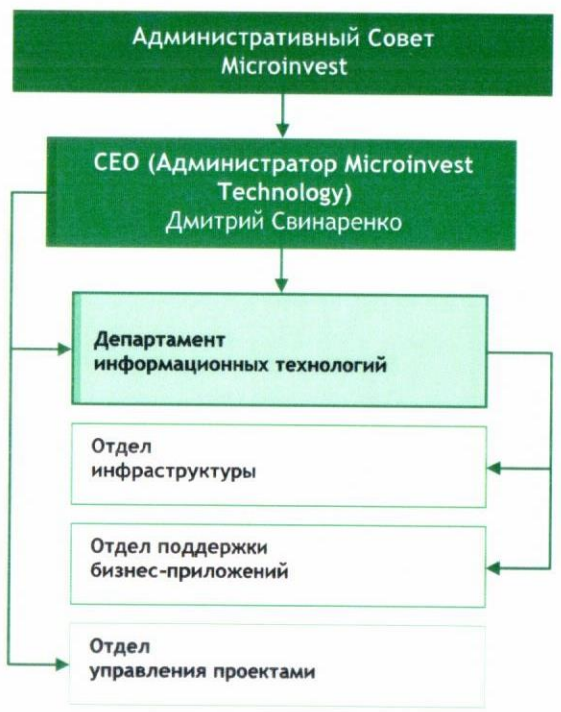 Административный Совет
Microinvest
CEO (Администратор Microinvest
Technology)
Дмитрий Свинаренко
Департамент
информационных технологий
Отдел
инфраструктуры
Отдел поддержки
бизнес-приложений
Отдел
управления проектами